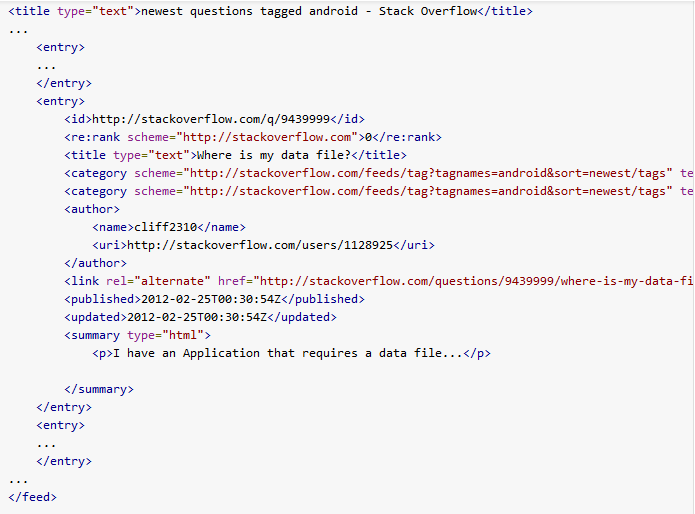 <title type="text">newest questions tagged android - Stack Overflow</title>
...
    <entry>
    ...
    </entry>
    <entry>
        <id>http://stackoverflow.com/q/9439999</id>
        <re:rank scheme="http://stackoverflow.com">0</re:rank>
        <title type="text">Where is my data file?</title>
        <category scheme="http://stackoverflow.com/feeds/tag?tagnames=android&sort=newest/tags" te
        <category scheme="http://stackoverflow.com/feeds/tag?tagnames=android&sort=newest/tags" te
        <author>
            <name>cliff2310</name>
            <uri>http://stackoverflow.com/users/1128925</uri>
        </author>
        <link rel="alternate" href="http://stackoverflow.com/questions/9439999/where-is-my-data-fi
        <published>2012-02-25T00:30:54Z</published>
        <updated>2012-02-25T00:30:54Z</updated>
        <summary type="html">
            <p>I have an Application that requires a data file...</p>

        </summary>
    </entry>
    <entry>
    ...
    </entry>
...
</feed>